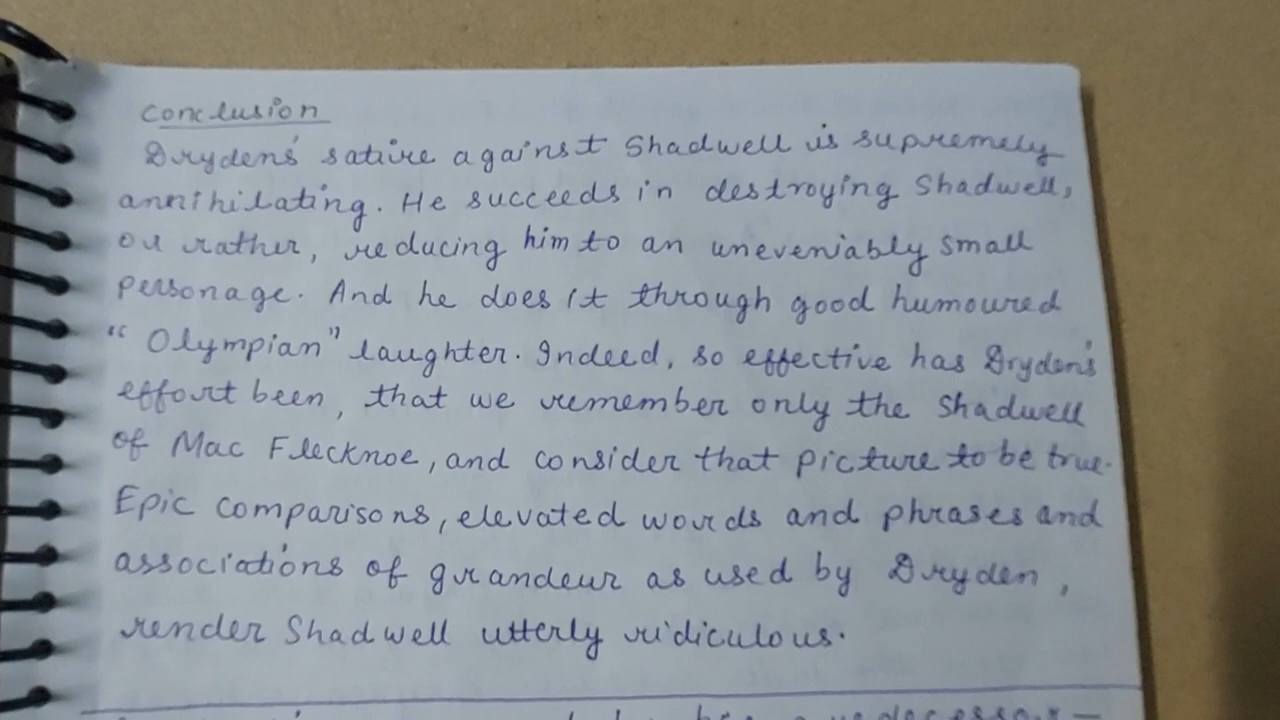 Conclusion
Drydens' satire against Shadwell is supremely
annihilating. He succeeds in destroying Shadwell,
or rather, reducing him to an uneveniably small
personage. And he does it through good humoured
“ Olympian” laughter. Indeed, so effective has Dryden's
effort been, that we remember only the Shadwell
of Mac Flecknoe, and consider that picture to be true.
Epic comparisons, elevated words and phrases and
associations of grandeur as used by Dryden,
render Shadwell utterly ridiculous.